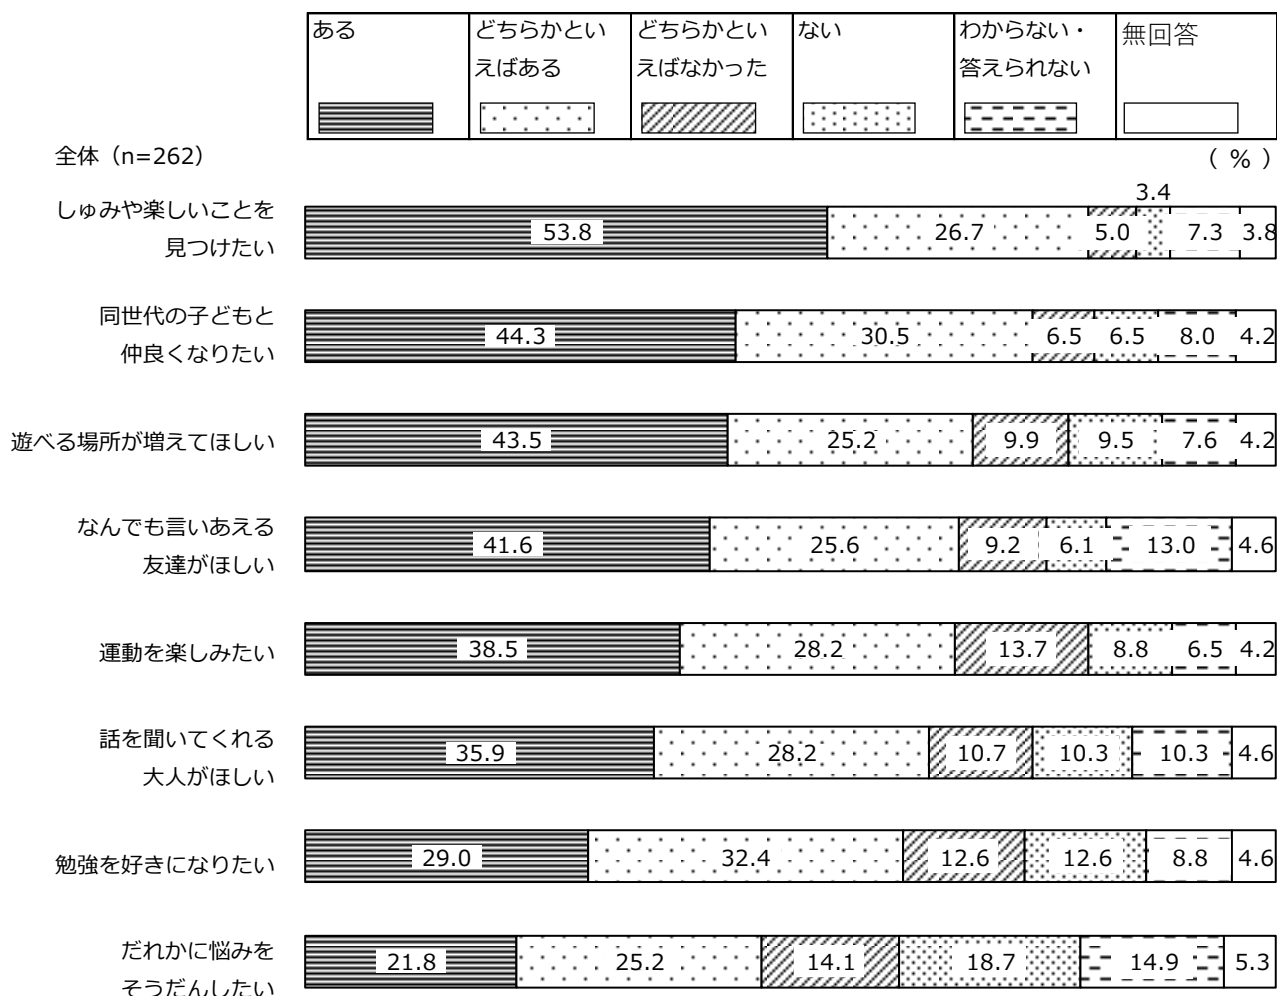 ある
どちらかとい
えばある
どちらかとい
えばなかった
ない
わからない・
答えられない
無回答
全体（n=262）
（ % ）
しゅみや楽しいことを
見つけたい
53.8 26.7 5.0 3.4 7.3 3.8
同世代の子どもと
仲良くなりたい
44.3 30.5 6.5 6.5 8.0 4.2
遊べる場所が増えてほしい
43.5 25.2 9.9 9.5 7.6 4.2
なんでも言いあえる
友達がほしい
41.6 25.6 9.2 6.1 13.0 4.6
運動を楽しみたい
38.5 28.2 13.7 8.8 6.5 4.2
話を聞いてくれる
大人がほしい
35.9 28.2 10.7 10.3 10.3 4.6
勉強を好きになりたい
29.0 32.4 12.6 12.6 8.8 4.6
だれかに悩みを
そうだんしたい
21.8 25.2 14.1 18.7 14.9 5.3